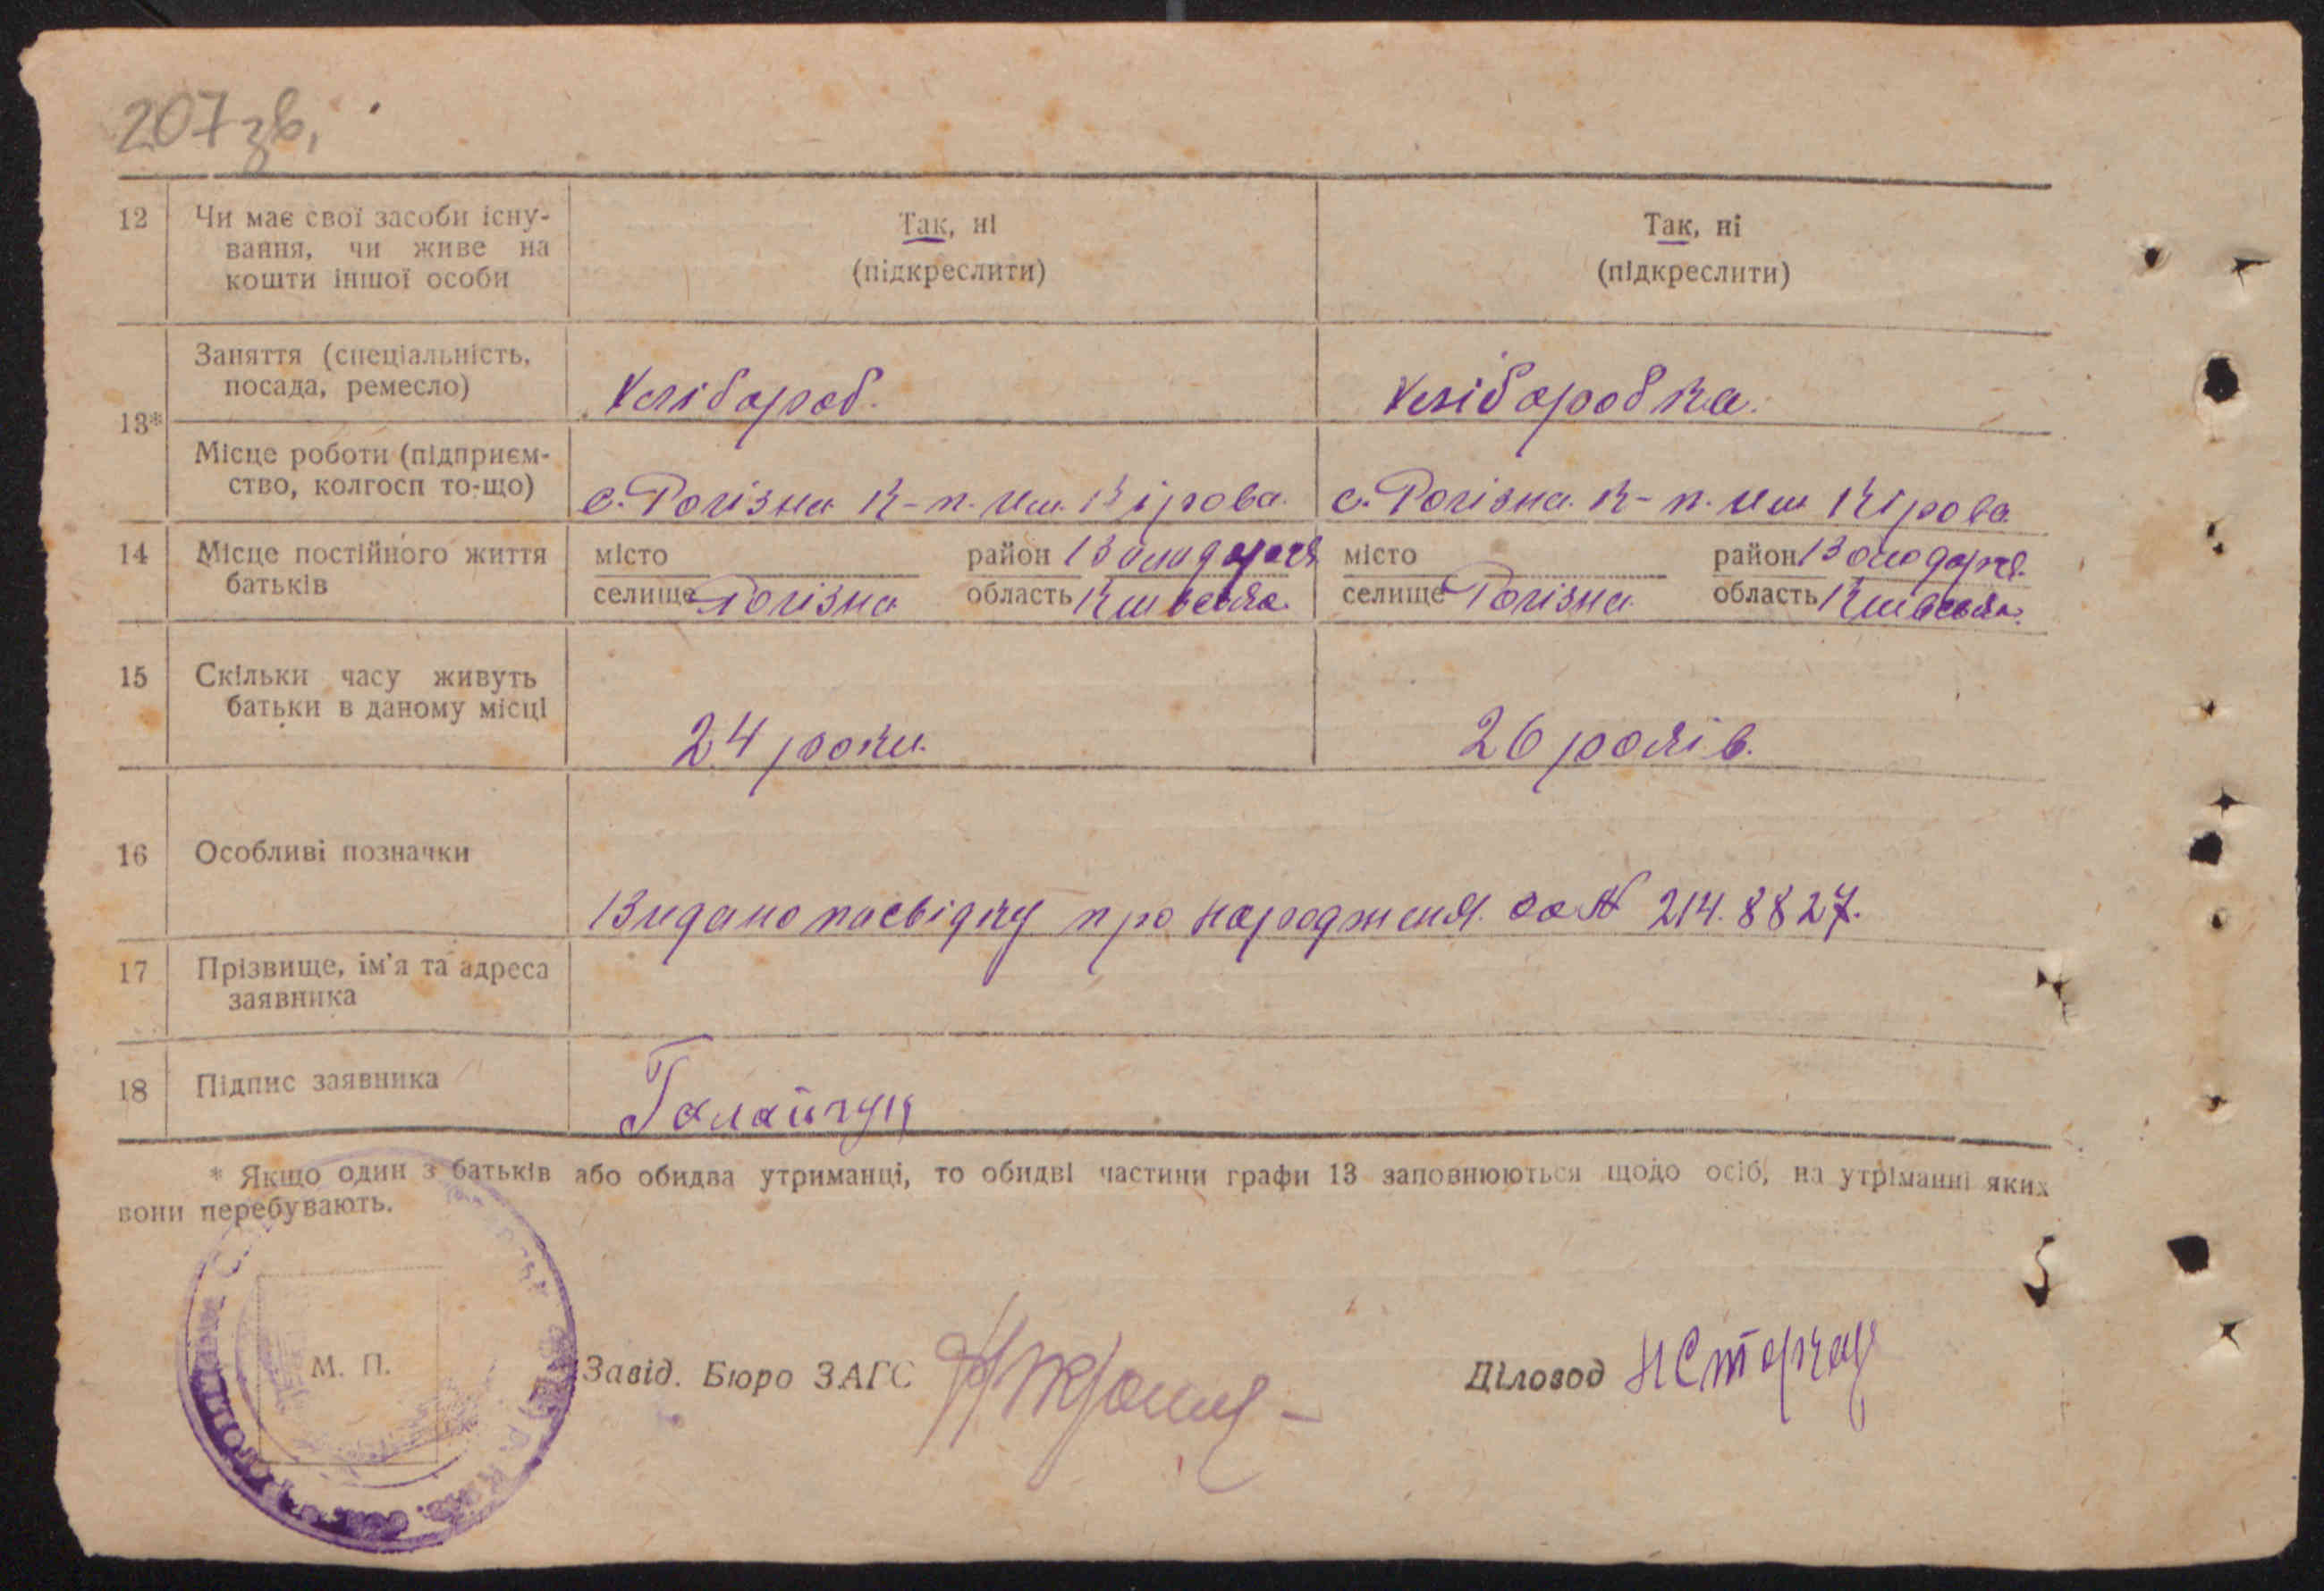 207 зв.
12 Чи має свої засоби існу- Так, ні Так, ні
вання, чи живе на (підкреслити) (підкреслити)
кошти іншої особи
13* Заняття (спеціальність, посада, ремесло) Хлібороб. Хлібаробка.
Місце роботи (підприєм-
ство, колгосп то-що) с. Рогізна К-п. им. Кірова. с. Рогізна. К-п. им Кірова
14 Місце постійного життя місто район Володарся місто район Володарся.
батьків селище Рогізна область Київська. селище Рогізна. область Київська.
15 Скільки часу живуть
батьки в даному місці 24 роки. 26 років.
16 Особливі позначки
Видано посвідку про народженя. за № 214.8827.
17 Прізвище, ім'я та адреса
заявника
18 Підпис заявника Галайчук
* Якщо один з батьків або обидва утриманці, то обидві частини графи 13 заповнюються щодо осіб, на утріманні яких
вони перебувають.
М. П. Завід. Бюро ЗАГС Діловод